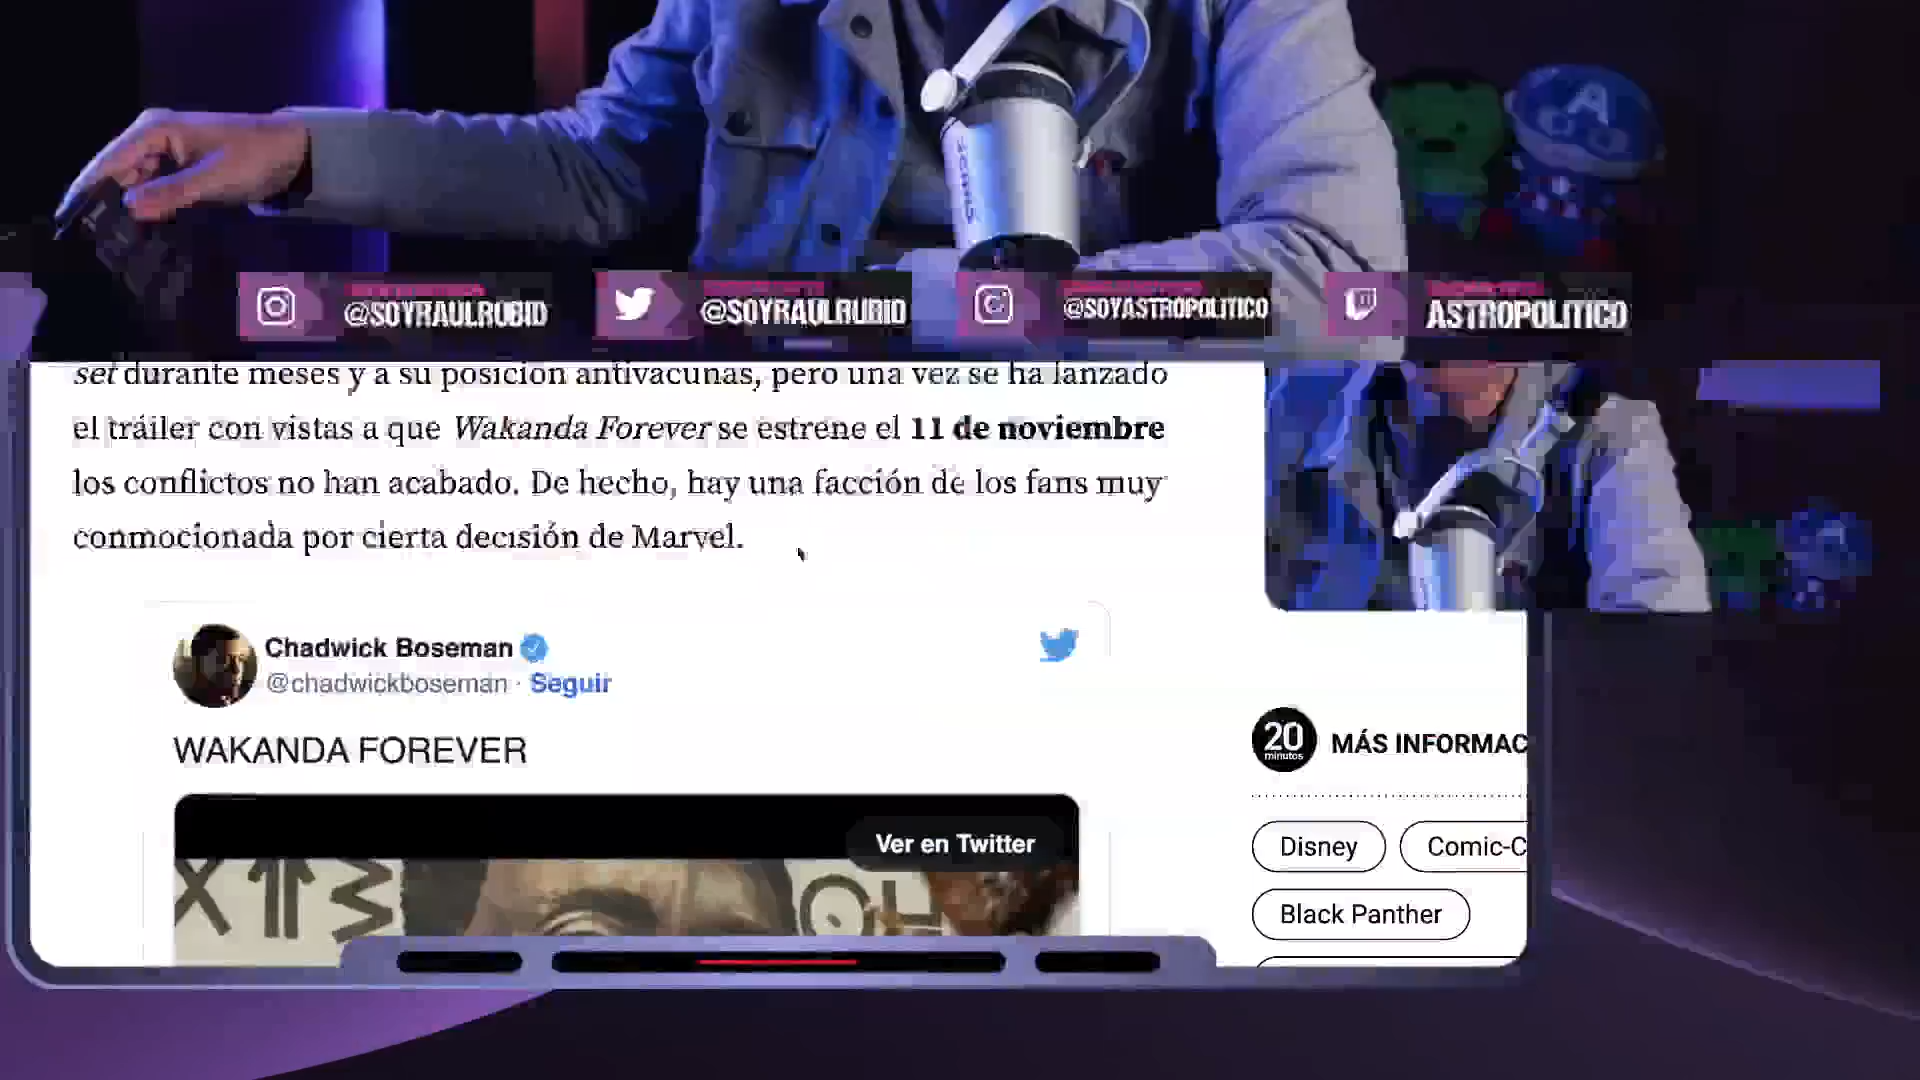 @SOYRAULRUBIO
@SOYRAULRUBIO
@SOYASTROPOLITICO
ASTROPOLITICO
set durante meses y a su posición antivacunas, pero una vez se ha lanzado
el tráiler con vistas a que Wakanda Forever se estrene el 11 de noviembre
los conflictos no han acabado. De hecho, hay una facción de los fans muy
conmocionada por cierta decisión de Marvel.
Chadwick Boseman
@chadwickboseman · Seguir
WAKANDA FOREVER
Ver en Twitter
20
minutos
MÁS INFORMAC
Disney
Comic-C
Black Panther
A